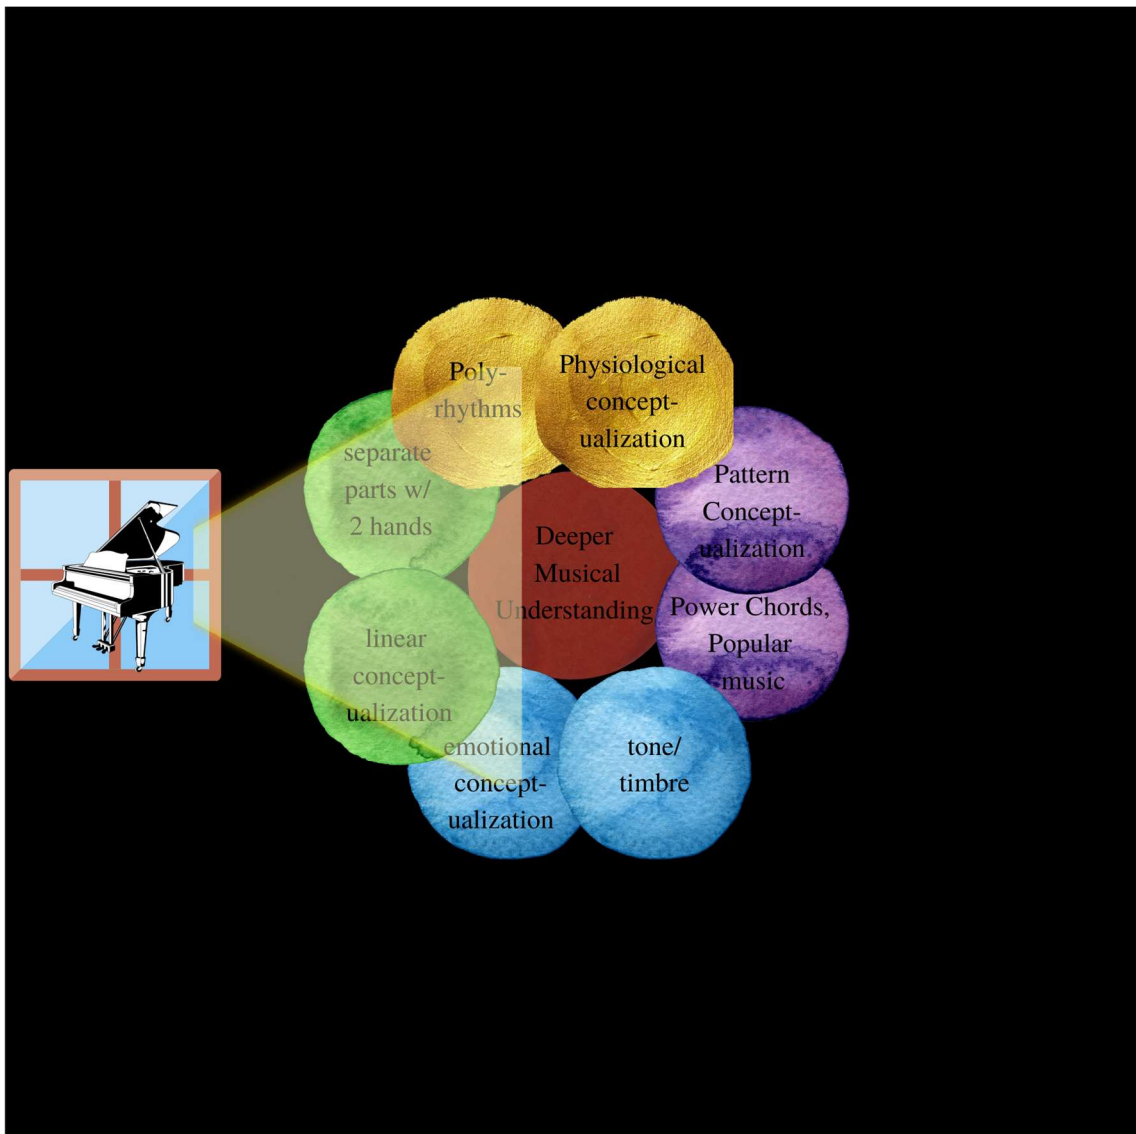 Poly-
rhythms
Physiological
concept-
ualization
separate
parts w/
2 hands
Pattern
Concept-
ualization
Deeper
Musical
Understanding
Power Chords,
Popular
music
linear
concept-
ualization
emotional
concept-
ualization
tone/
timbre